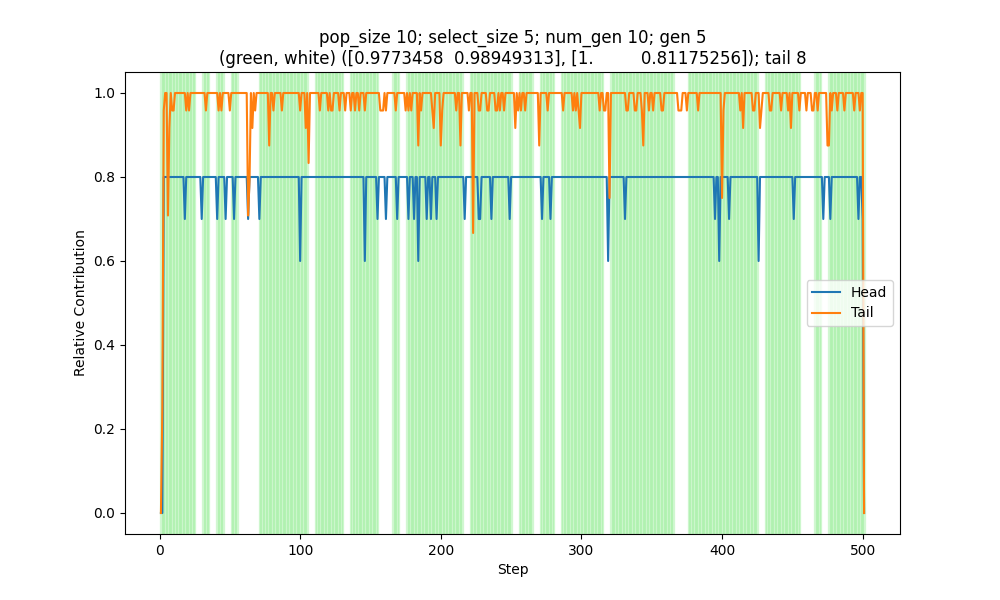 pop_size 10; select_size 5; num_gen 10; gen 5
(green, white) ([0.9773458  0.98949313], [1.         0.81175256]); tail 8
1.0
0.8
0.6
0.4
0.2
0.0
Relative Contribution
Head
Tail
0 100 200 300 400 500
Step